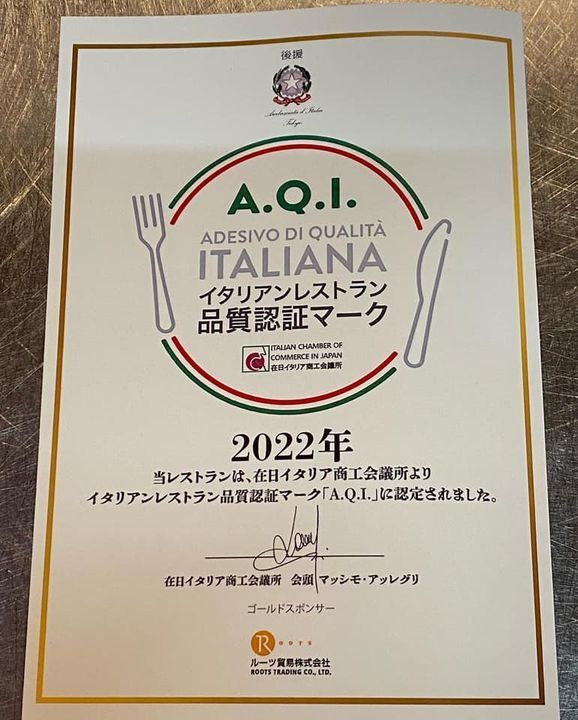 後援
Ambasciata d'Italia
Tokyo
A.Q.I.
ADESIVO DI QUALITÀ
ITALIANA
イタリアンレストラン
品質認証マーク
ITALIAN CHAMBER OF
COMMERCE IN JAPAN
在日イタリア商工会議所
2022年
当レストランは、在日イタリア商工会議所より
イタリアンレストラン品質認証マーク「A.Q.I.」に認定されました。
在日イタリア商工会議所 会頭 マッシモ・アッレグリ
ゴールドスポンサー
ROOTS
ルーツ貿易株式会社
ROOTS TRADING CO., LTD.